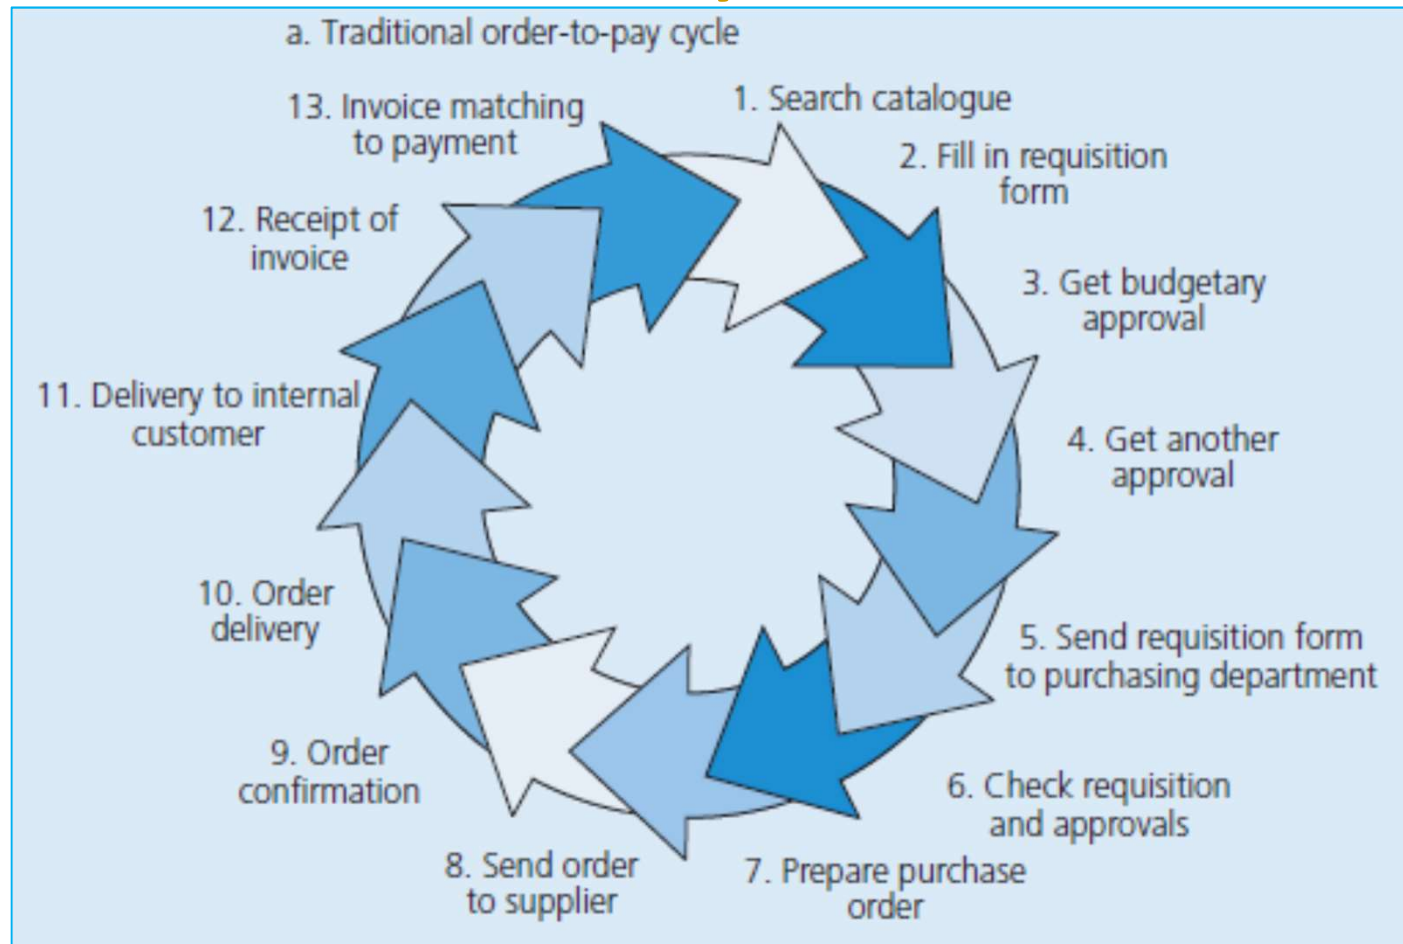 a. Traditional order-to-pay cycle
1. Search catalogue
2. Fill in requisition
form
3. Get budgetary
approval
4. Get another
approval
5. Send requisition form
to purchasing department
6. Check requisition
and approvals
7. Prepare purchase
order
8. Send order
to supplier
9. Order
confirmation
10. Order
delivery
11. Delivery to internal
customer
12. Receipt of
invoice
13. Invoice matching
to payment